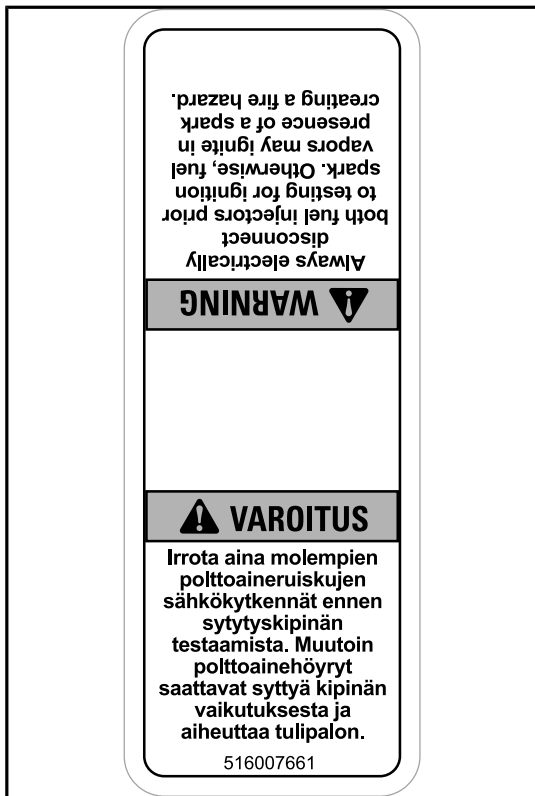 WARNING
Always electrically
disconnect
both fuel injectors prior
to testing for ignition
spark. Otherwise, fuel
vapors may ignite in
presence of a spark
creating a fire hazard.
VAROITUS
Irrota aina molempien
polttoaineruiskujen
sähkökytkennät ennen
sytytyskipinän
testaamista. Muutoin
polttoainehöyryt
saattavat syttyä kipinän
vaikutuksesta ja
aiheuttaa tulipalon.
516007661